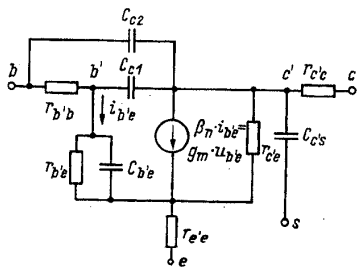 C_c2
b b' C_c1 c' r_c'c c
r_b'b i_b'e
β_n·i_b'e = g_m·u_b'e
r_b'e C_b'e r_c'e C_c's
r_e'e s
e